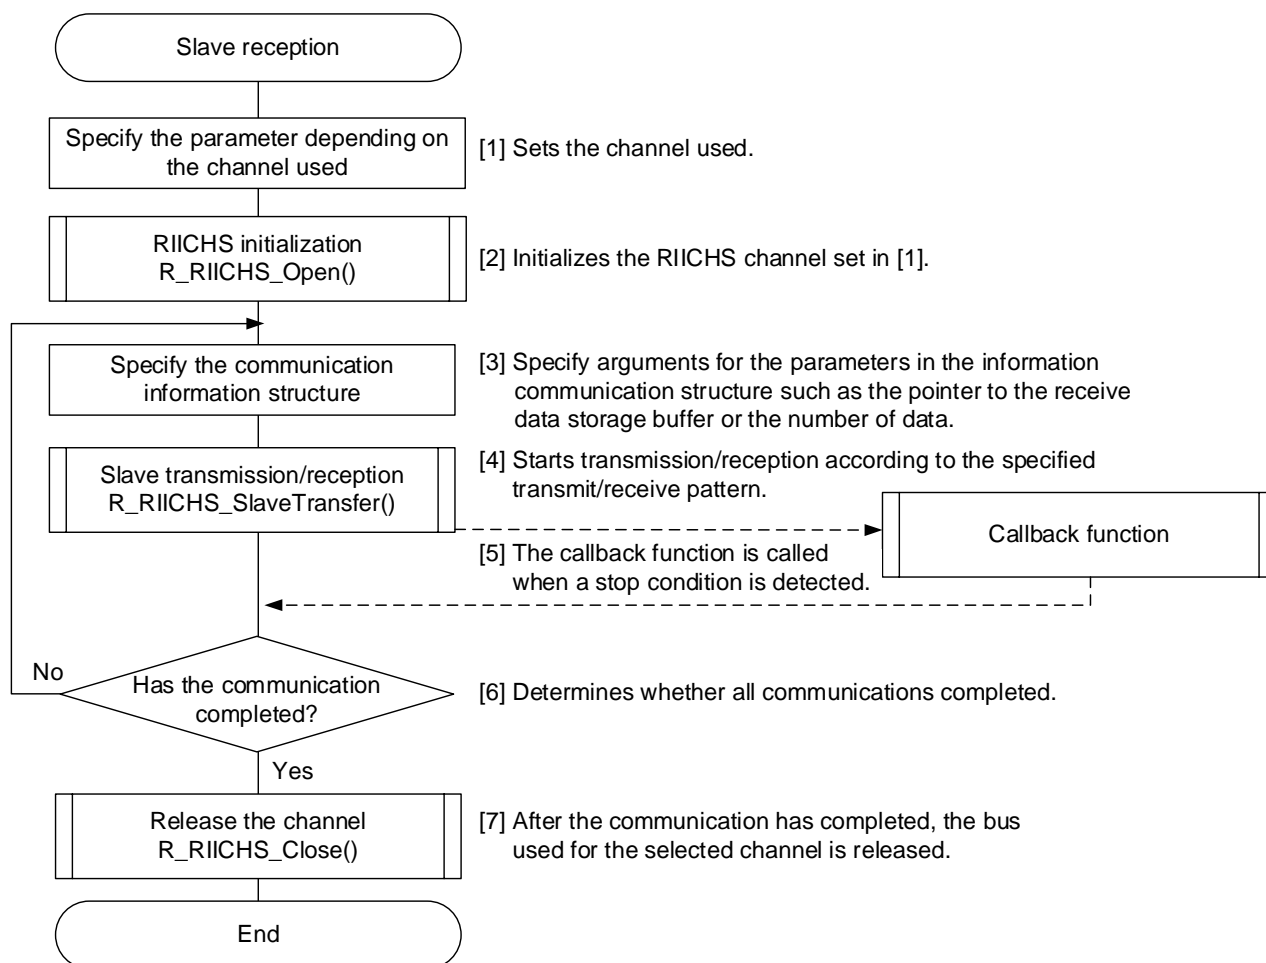 Slave reception
Specify the parameter depending on
the channel used
[1] Sets the channel used.
RIICHS initialization
R_RIICHS_Open()
[2] Initializes the RIICHS channel set in [1].
Specify the communication
information structure
[3] Specify arguments for the parameters in the information
communication structure such as the pointer to the receive
data storage buffer or the number of data.
Slave transmission/reception
R_RIICHS_SlaveTransfer()
[4] Starts transmission/reception according to the specified
transmit/receive pattern.
Callback function
[5] The callback function is called
when a stop condition is detected.
No
Has the communication
completed?
[6] Determines whether all communications completed.
Yes
Release the channel
R_RIICHS_Close()
[7] After the communication has completed, the bus
used for the selected channel is released.
End